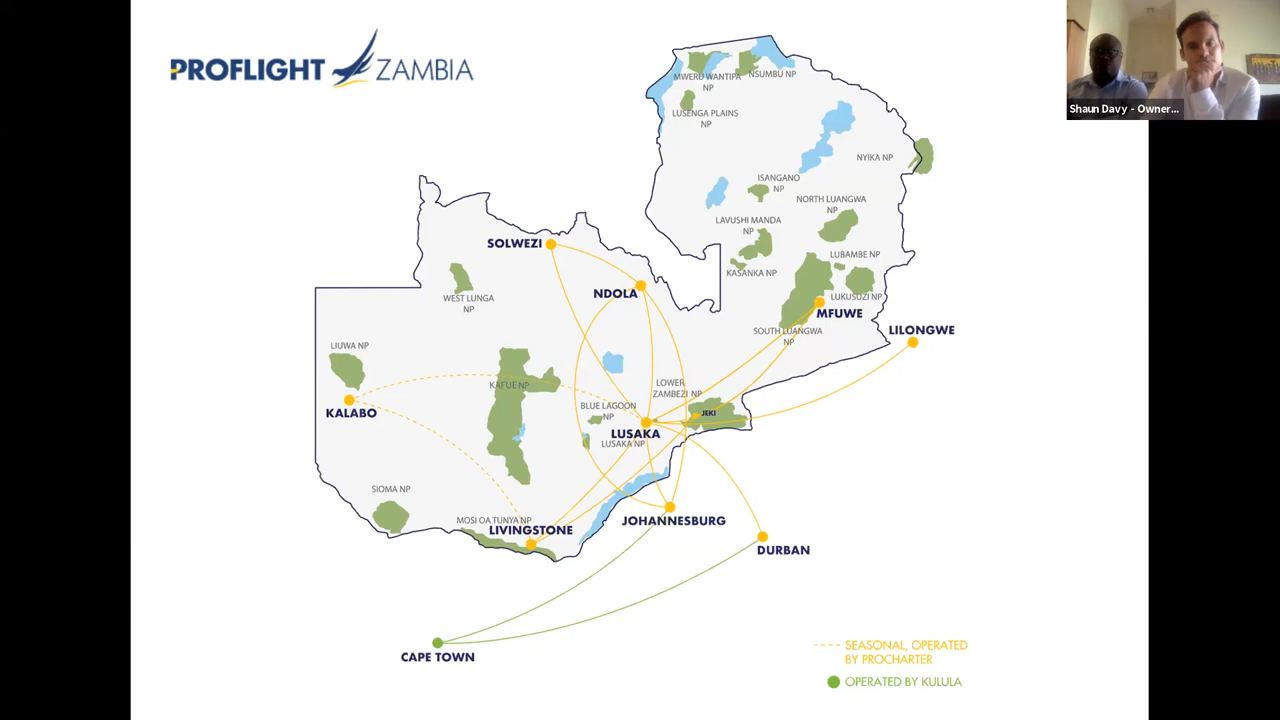 PROFLIGHT ZAMBIA
Shaun Davy - Owner...
MWERU WANTIPA
NP
NSUMBU NP
LUSENGA PLAINS
NP
NYIKA NP
ISANGANO
NP
NORTH LUANGWA
NP
LAVUSHI MANDA
NP
SOLWEZI
LUBAMBE NP
KASANKA NP
NDOLA
WEST LUNGA
NP
LUKUSUZI NP
MFUWE
SOUTH LUANGWA
NP
LILONGWE
LIUWA NP
KAFUE NP
LOWER
ZAMBEZI NP
KALABO
BLUE LAGOON
NP
JEKI
LUSAKA
LUSAKA NP
SIOMA NP
MOSI OA TUNYA NP
LIVINGSTONE
JOHANNESBURG
DURBAN
CAPE TOWN
SEASONAL, OPERATED
BY PROCHARTER
OPERATED BY KULULA